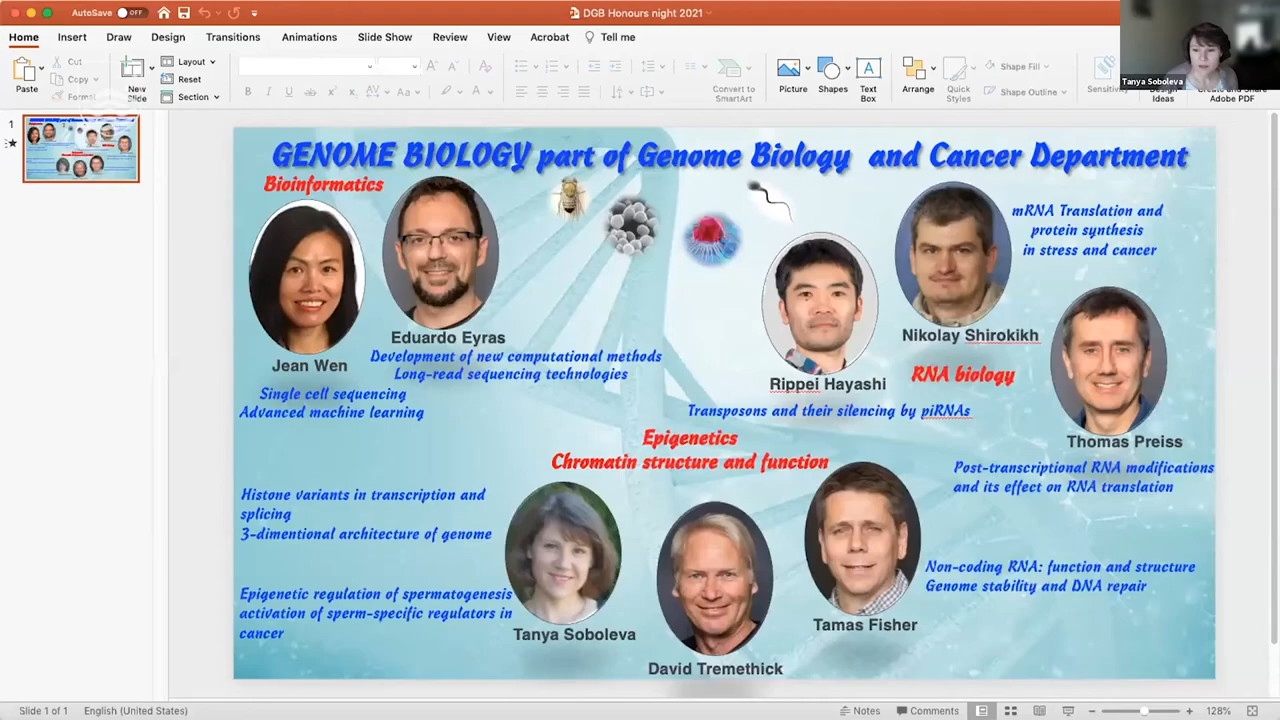 AutoSave OFF
DGB Honours night 2021
Home Insert Draw Design Transitions Animations Slide Show Review View Acrobat Tell me
Paste
Cut
Copy
Format
New Slide
Layout
Reset
Section
Convert to SmartArt
Picture
Shapes
Text Box
Arrange
Quick Styles
Shape Fill
Shape Outline
Design Ideas
Adobe PDF
Tanya Soboleva
1
GENOME BIOLOGY part of Genome Biology and Cancer Department
Bioinformatics
Jean Wen
Single cell sequencing
Advanced machine learning
Eduardo Eyras
Development of new computational methods
Long-read sequencing technologies
Rippei Hayashi
Transposons and their silencing by piRNAs
Nikolay Shirokikh
mRNA Translation and
protein synthesis
in stress and cancer
RNA biology
Thomas Preiss
Post-transcriptional RNA modifications
and its effect on RNA translation
Epigenetics
Chromatin structure and function
Histone variants in transcription and
splicing
3-dimentional architecture of genome
Epigenetic regulation of spermatogenesis
activation of sperm-specific regulators in
cancer
Tanya Soboleva
David Tremethick
Tamas Fisher
Non-coding RNA: function and structure
Genome stability and DNA repair
Slide 1 of 1 English (United States) Notes Comments 128%